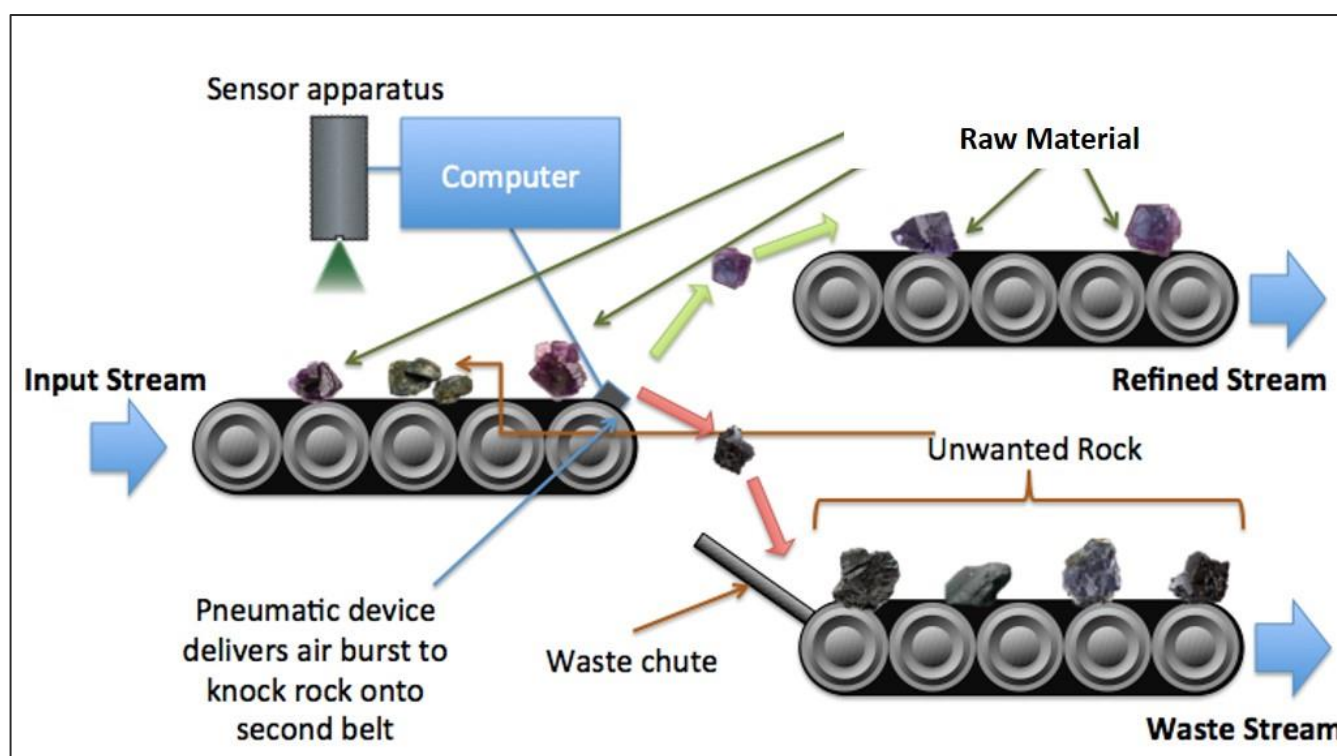 Sensor apparatus
Computer
Raw Material
Input Stream
Refined Stream
Unwanted Rock
Pneumatic device
delivers air burst to
knock rock onto
second belt
Waste chute
Waste Stream